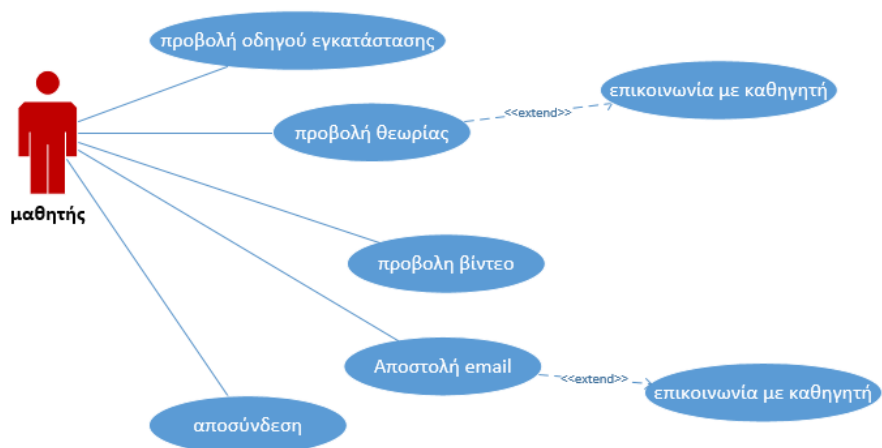 προβολή οδηγού εγκατάστασης
επικοινωνία με καθηγητή
<<extend>>
προβολή θεωρίας
μαθητής
προβολη βίντεο
Αποστολή email
<<extend>>
επικοινωνία με καθηγητή
αποσύνδεση